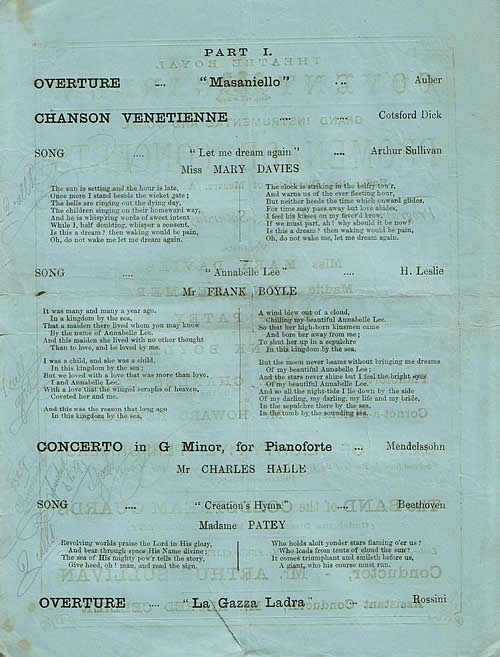 PART I.
OVERTURE .... "Masaniello" ... Auber
CHANSON VENETIENNE .... .... Cotsford Dick
SONG .... "Let me dream again" .... Arthur Sullivan
Miss MARY DAVIES
The sun is setting and the hour is late,
Once more I stand beside the wicket gate;
The bells are ringing out the dying day,
The children singing on their homeward way,
And he is whisp'ring words of sweet intent
While I, half doubting, whisper a consent.
Is this a dream? then waking would be pain,
Oh, do not wake me let me dream again.
The clock is striking in the belfry tow'r,
And warns us of the ever fleeting hour,
But neither heeds the time which onward glides,
For time may pass away but love abides,
I feel his kisses on my fever'd brow,
If we must part, ah! why should it be now?
Is this a dream? then waking would be pain,
Oh, do not wake me, let me dream again.
SONG .... "Annabelle Lee" .... H. Leslie
Mr FRANK BOYLE
It was many and many a year ago.
In a kingdom by the sea,
That a maiden there lived whom you may know
By the name of Annabelle Lee.
And this maiden she lived with no other thought
Than to love, and be loved by me.
I was a child, and she was a child,
In this kingdom by the sea;
But we loved with a love that was more than love,
I and Annabelle Lee.
With a love that the winged seraphs of heaven,
Coveted her and me.
And this was the reason that long ago
In this kingdom by the sea,
A wind blew out of a cloud,
Chilling my beautiful Annabelle Lee.
So that her high-born kinsmen came
And bore her away from me;
To shut her up in a sepulchre
In this kingdom by the sea.
But the moon never beams without bringing me dreams
Of my beautiful Annabelle Lee;
And the stars never shine but I feel the bright eyes
Of my beautiful Annabelle Lee.
And so all the night-tide I lie down by the side
Of my darling, my darling, my life and my bride,
In the sepulchre there by the sea.
In the tomb by the sounding sea.
CONCERTO in G Minor, for Pianoforte ... Mendelssohn
Mr CHARLES HALLE
SONG .... "Creation's Hymn" .... Beethoven
Madame PATEY
Revolving worlds praise the Lord in His glory,
And bear through space His Name divine;
The sea of His mighty pow'r tells the story,
Give heed, oh! man, and read the sign,
Who holds aloft yonder stars flaming o'er us?
Who leads from tents of cloud the sun?
It comes triumphant and smileth before us,
A giant, who his course must run.
OVERTURE .... "La Gazza Ladra" .. Rossini